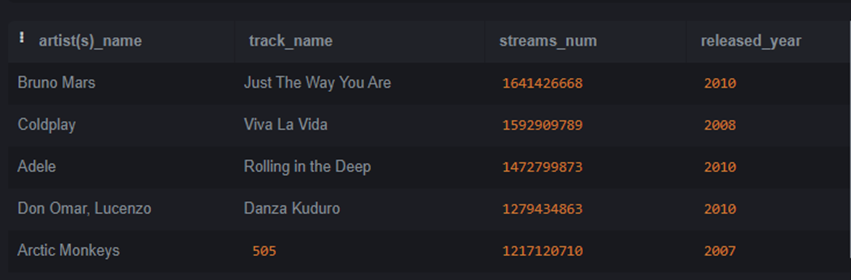 artist(s)_name track_name streams_num released_year
Bruno Mars Just The Way You Are 1641426668 2010
Coldplay Viva La Vida 1592909789 2008
Adele Rolling in the Deep 1472799873 2010
Don Omar, Lucenzo Danza Kuduro 1279434863 2010
Arctic Monkeys 505 1217120710 2007